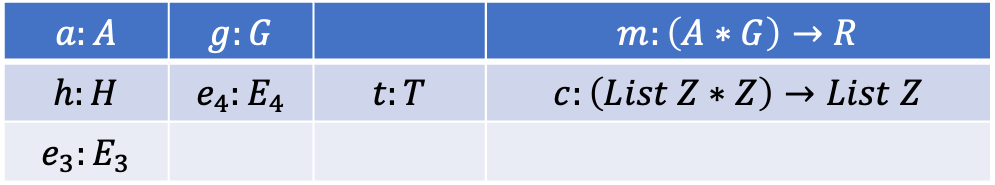 a: A g: G m: (A * G) → R
h: H e₄: E₄ t: T c: (List Z * Z) → List Z
e₃: E₃